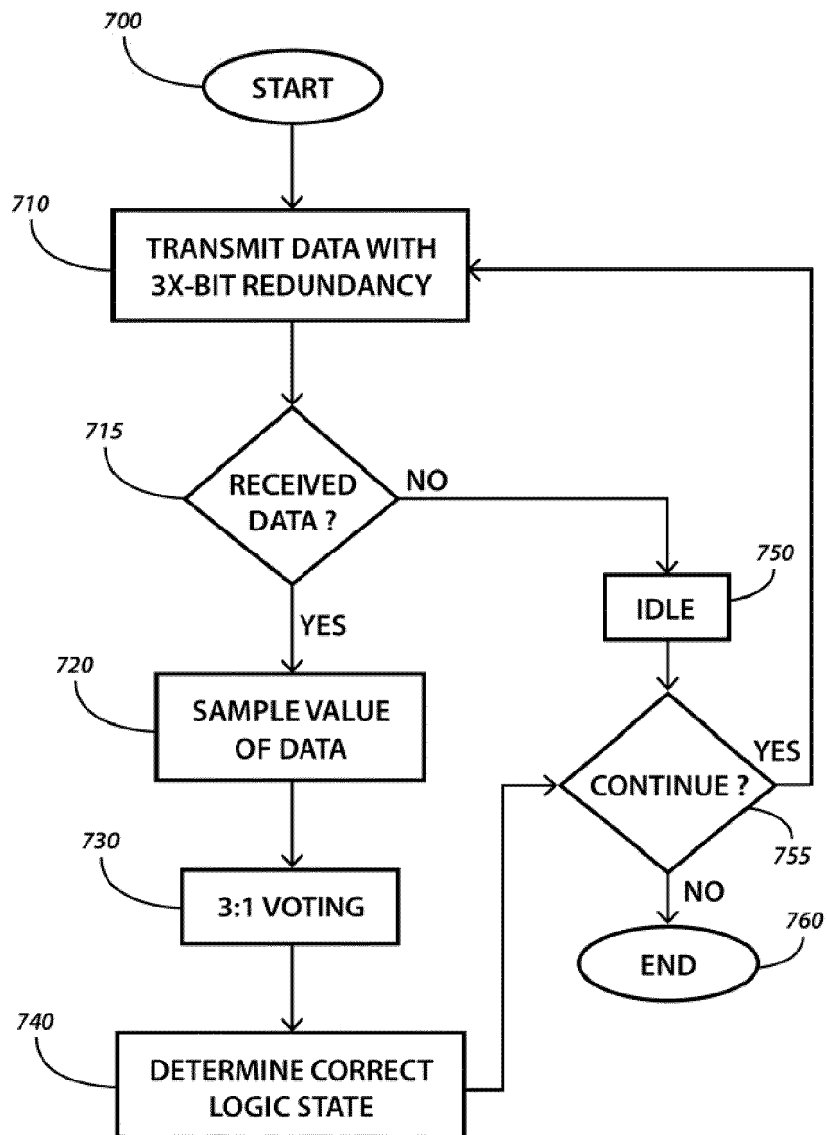 700
START
710
TRANSMIT DATA WITH
3X-BIT REDUNDANCY
715
RECEIVED
DATA ?
NO
YES
750
IDLE
720
SAMPLE VALUE
OF DATA
CONTINUE ?
YES
755
NO
730
3:1 VOTING
760
END
740
DETERMINE CORRECT
LOGIC STATE